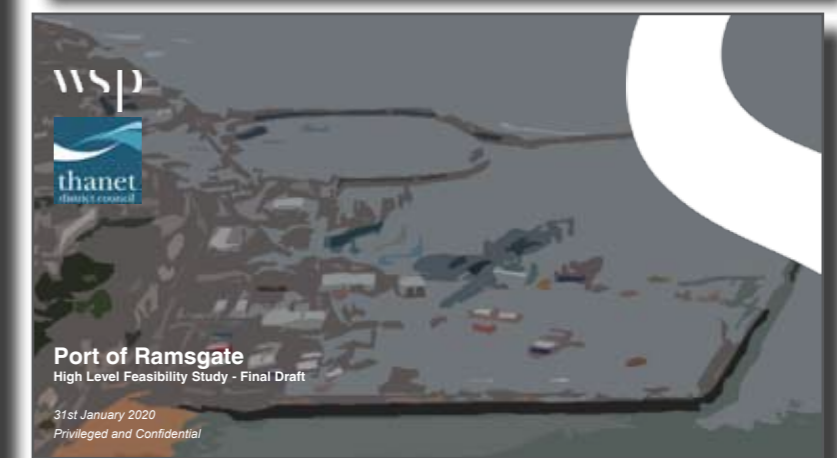 wsp
thanet
district council
Port of Ramsgate
High Level Feasibility Study - Final Draft
31st January 2020
Privileged and Confidential